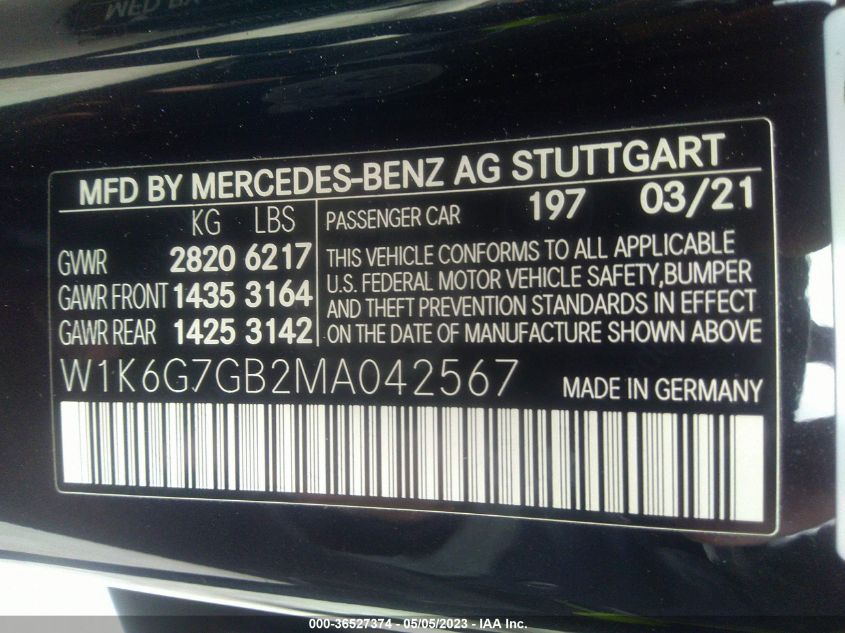 MFD BY MERCEDES-BENZ AG STUTTGART
KG LBS
GVWR 2820 6217
GAWR FRONT 1435 3164
GAWR REAR 1425 3142
PASSENGER CAR 197 03/21
THIS VEHICLE CONFORMS TO ALL APPLICABLE
U.S. FEDERAL MOTOR VEHICLE SAFETY,BUMPER
AND THEFT PREVENTION STANDARDS IN EFFECT
ON THE DATE OF MANUFACTURE SHOWN ABOVE
W1K6G7GB2MA042567 MADE IN GERMANY
000-36527374 - 05/05/2023 - IAA Inc.